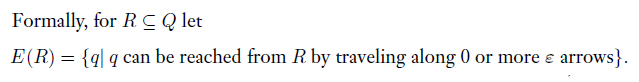 Formally, for R ⊆ Q let
E(R) = {q| q can be reached from R by traveling along 0 or more ε arrows}.